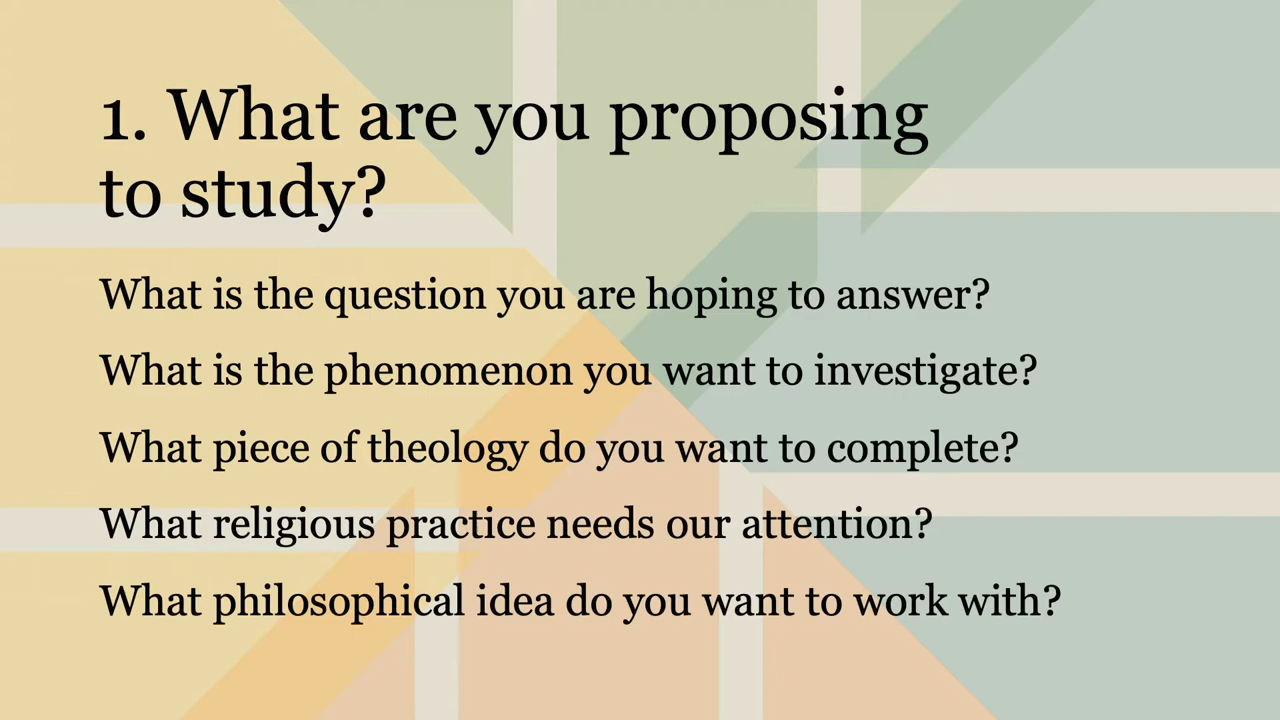 1. What are you proposing
to study?
What is the question you are hoping to answer?
What is the phenomenon you want to investigate?
What piece of theology do you want to complete?
What religious practice needs our attention?
What philosophical idea do you want to work with?